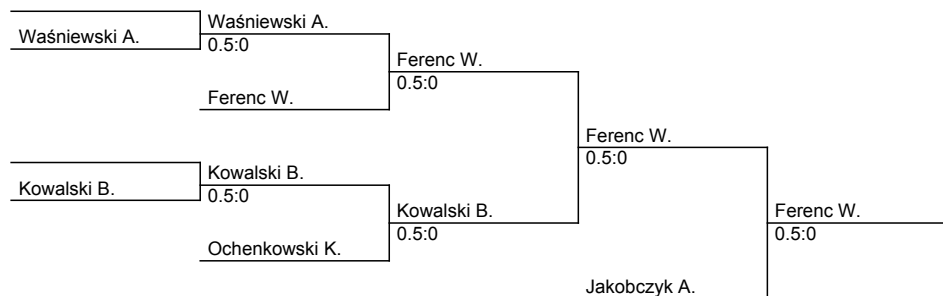 Waśniewski A.
Waśniewski A.
0.5:0
Ferenc W.
Ferenc W.
0.5:0
Ferenc W.
0.5:0
Kowalski B.
Kowalski B.
0.5:0
Kowalski B.
0.5:0
Ferenc W.
0.5:0
Ochenkowski K.
Jakobczyk A.